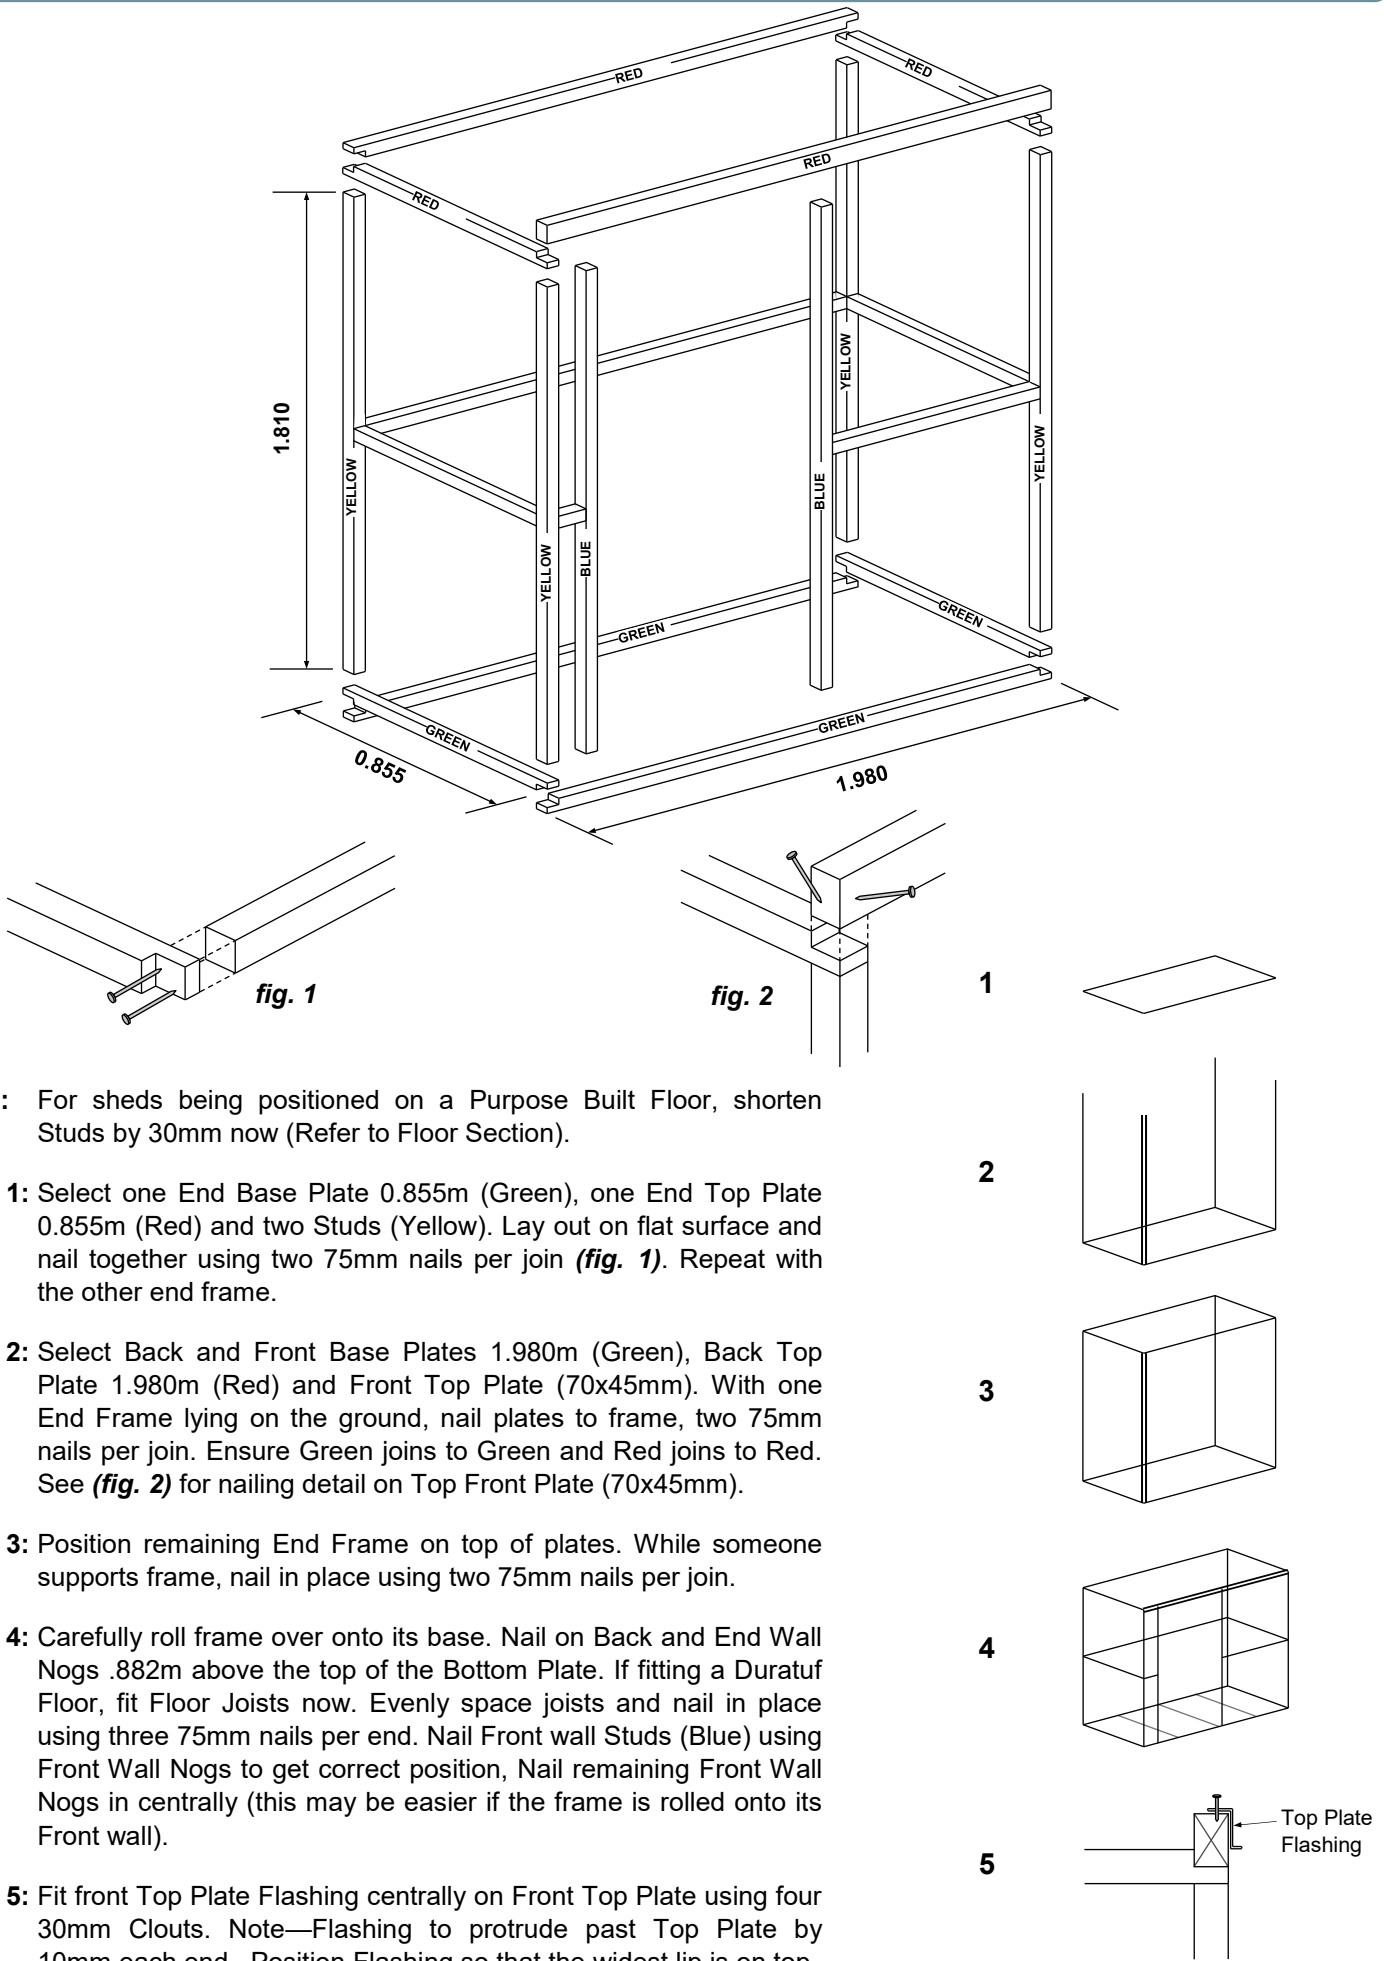 RED
RED
RED
RED
1.810
YELLOW
YELLOW
YELLOW
YELLOW
BLUE
BLUE
GREEN
GREEN
GREEN
GREEN
0.855
1.980
fig. 1
fig. 2
: For sheds being positioned on a Purpose Built Floor, shorten
Studs by 30mm now (Refer to Floor Section).
1: Select one End Base Plate 0.855m (Green), one End Top Plate
0.855m (Red) and two Studs (Yellow). Lay out on flat surface and
nail together using two 75mm nails per join (fig. 1). Repeat with
the other end frame.
2: Select Back and Front Base Plates 1.980m (Green), Back Top
Plate 1.980m (Red) and Front Top Plate (70x45mm). With one
End Frame lying on the ground, nail plates to frame, two 75mm
nails per join. Ensure Green joins to Green and Red joins to Red.
See (fig. 2) for nailing detail on Top Front Plate (70x45mm).
3: Position remaining End Frame on top of plates. While someone
supports frame, nail in place using two 75mm nails per join.
4: Carefully roll frame over onto its base. Nail on Back and End Wall
Nogs .882m above the top of the Bottom Plate. If fitting a Duratuf
Floor, fit Floor Joists now. Evenly space joists and nail in place
using three 75mm nails per end. Nail Front wall Studs (Blue) using
Front Wall Nogs to get correct position, Nail remaining Front Wall
Nogs in centrally (this may be easier if the frame is rolled onto its
Front wall).
5: Fit front Top Plate Flashing centrally on Front Top Plate using four
30mm Clouts. Note—Flashing to protrude past Top Plate by
10mm each end. Position Flashing so that the widest lip is on top.
1
2
3
4
5
Top Plate
Flashing